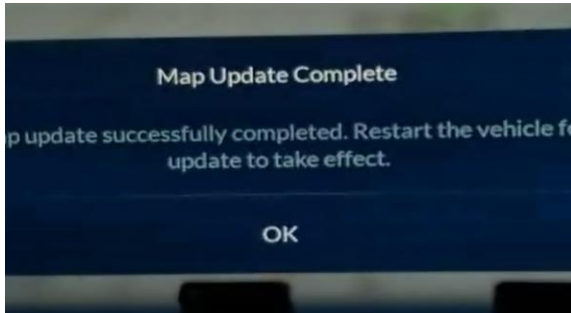 Map Update Complete
p update successfully completed. Restart the vehicle f
update to take effect.
OK